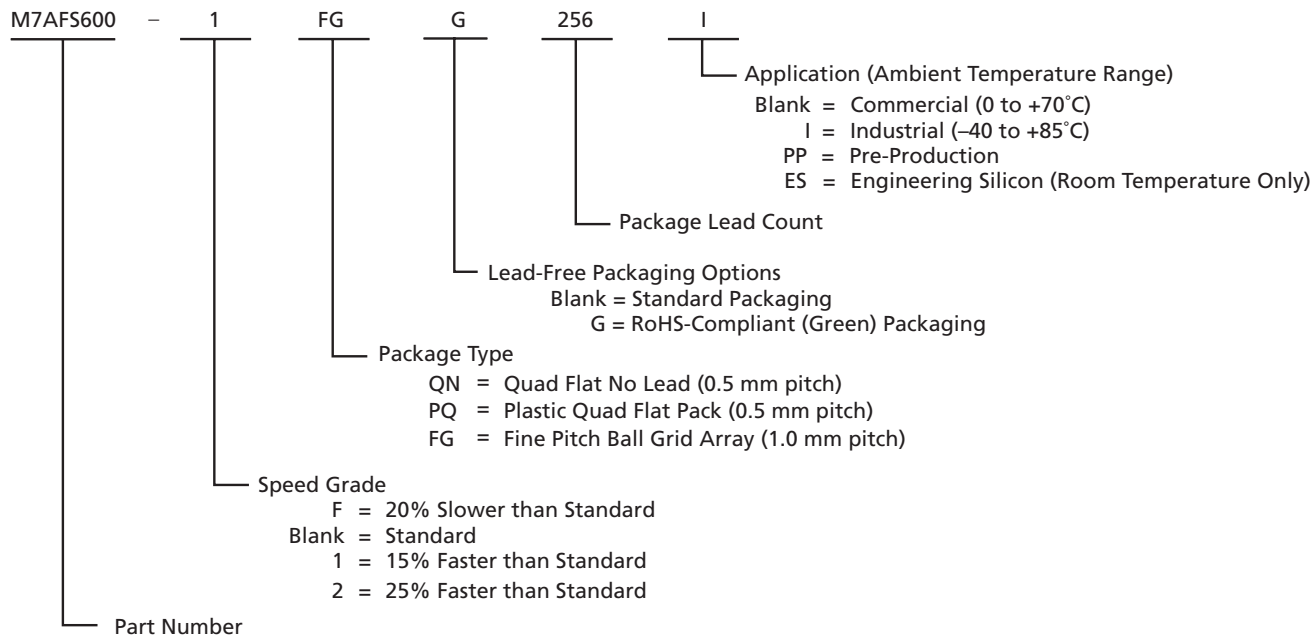 M7AFS600 – 1 FG G 256 I
Application (Ambient Temperature Range)
Blank = Commercial (0 to +70˚C)
I = Industrial (–40 to +85˚C)
PP = Pre-Production
ES = Engineering Silicon (Room Temperature Only)
Package Lead Count
Lead-Free Packaging Options
Blank = Standard Packaging
G = RoHS-Compliant (Green) Packaging
Package Type
QN = Quad Flat No Lead (0.5 mm pitch)
PQ = Plastic Quad Flat Pack (0.5 mm pitch)
FG = Fine Pitch Ball Grid Array (1.0 mm pitch)
Speed Grade
F = 20% Slower than Standard
Blank = Standard
1 = 15% Faster than Standard
2 = 25% Faster than Standard
Part Number